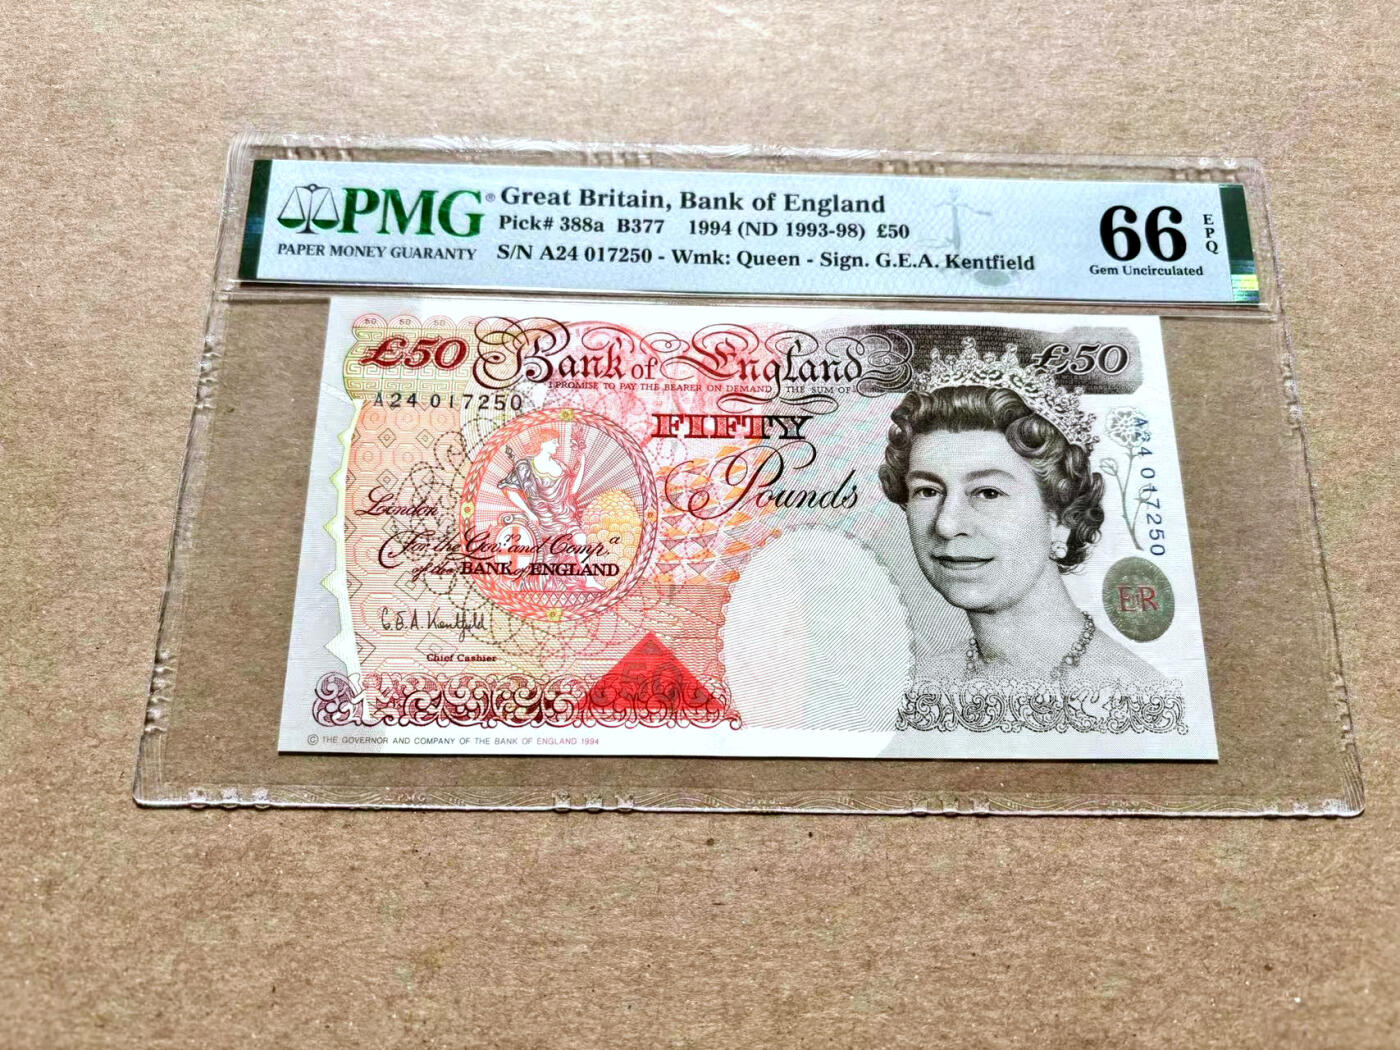 PMG® Great Britain, Bank of England
Pick# 388a B377 1994 (ND 1993-98) £50
PAPER MONEY GUARANTY S/N A24 017250 - Wmk: Queen - Sign. G.E.A. Kentfield
66 EPQ
Gem Uncirculated
50 50 50
£50 Bank of England £50
I PROMISE TO PAY THE BEARER ON DEMAND THE SUM OF
A24 017250
FIFTY
Pounds
A24 017250
London
For the Gov.r and Comp.a
of the BANK of ENGLAND
ER
G E A Kentfield
Chief Cashier
© THE GOVERNOR AND COMPANY OF THE BANK OF ENGLAND 1994